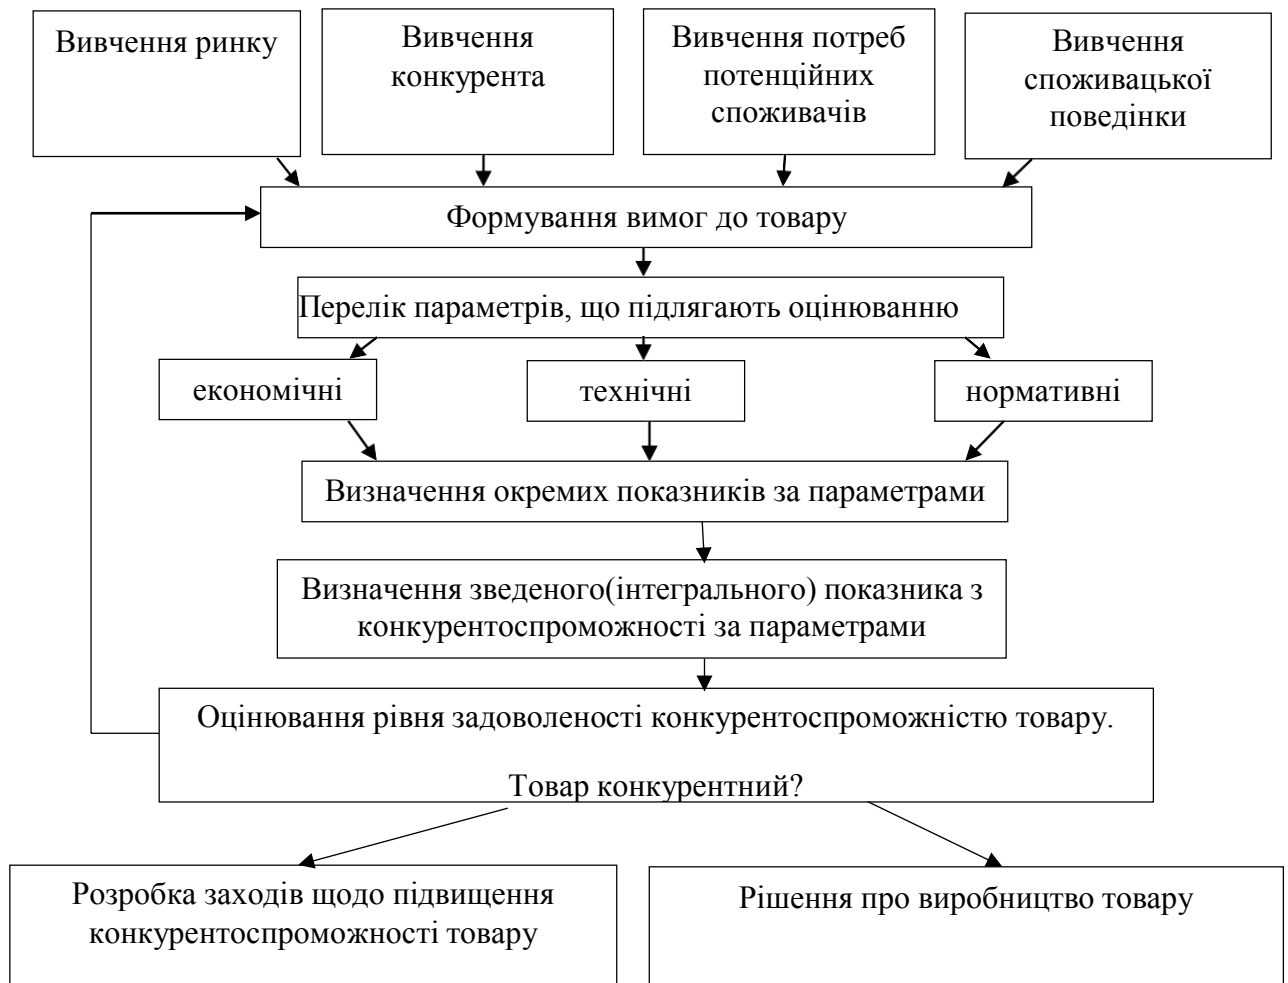 Вивчення ринку
Вивчення
конкурента
Вивчення потреб
потенційних
споживачів
Вивчення
споживацької
поведінки
Формування вимог до товару
Перелік параметрів, що підлягають оцінюванню
економічні
технічні
нормативні
Визначення окремих показників за параметрами
Визначення зведеного(інтегрального) показника з
конкурентоспроможності за параметрами
Оцінювання рівня задоволеності конкурентоспроможністю товару.
Товар конкурентний?
Розробка заходів щодо підвищення
конкурентоспроможності товару
Рішення про виробництво товару